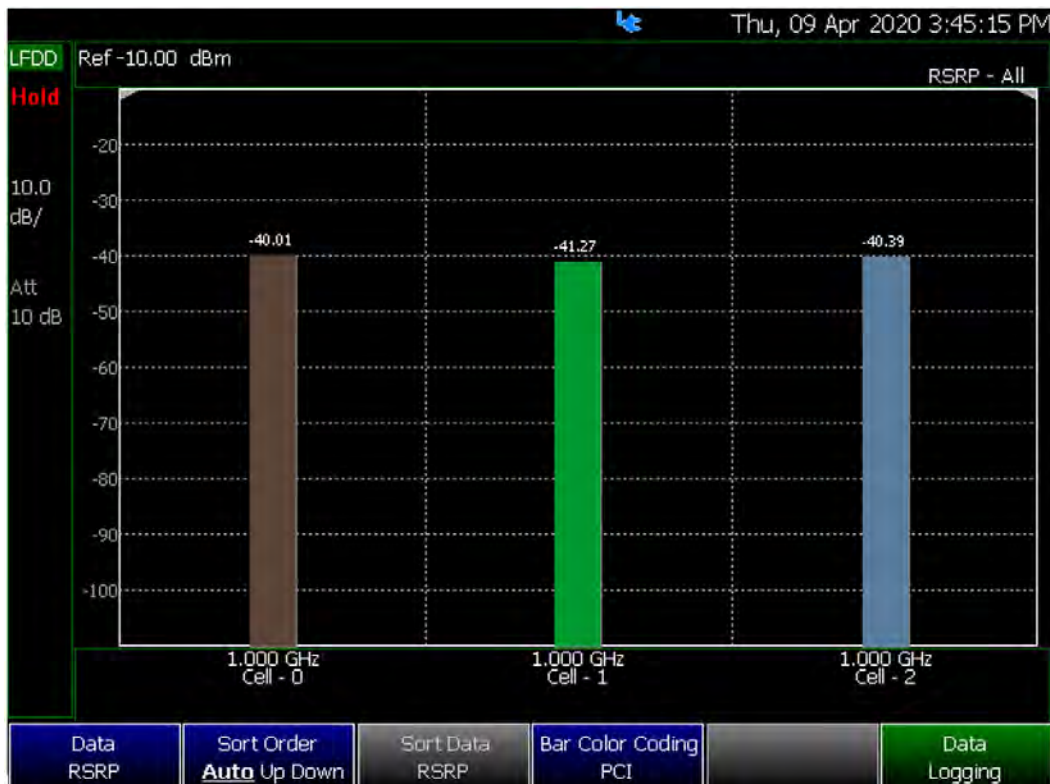 Thu, 09 Apr 2020 3:45:15 PM
LFDD
Ref -10.00 dBm
RSRP - All
Hold
10.0
dB/
Att
10 dB
-20
-30
-40
-50
-60
-70
-80
-90
-100
-40.01
-41.27
-40.39
1.000 GHz
Cell - 0
1.000 GHz
Cell - 1
1.000 GHz
Cell - 2
Data
RSRP
Sort Order
Auto Up Down
Sort Data
RSRP
Bar Color Coding
PCI
Data
Logging